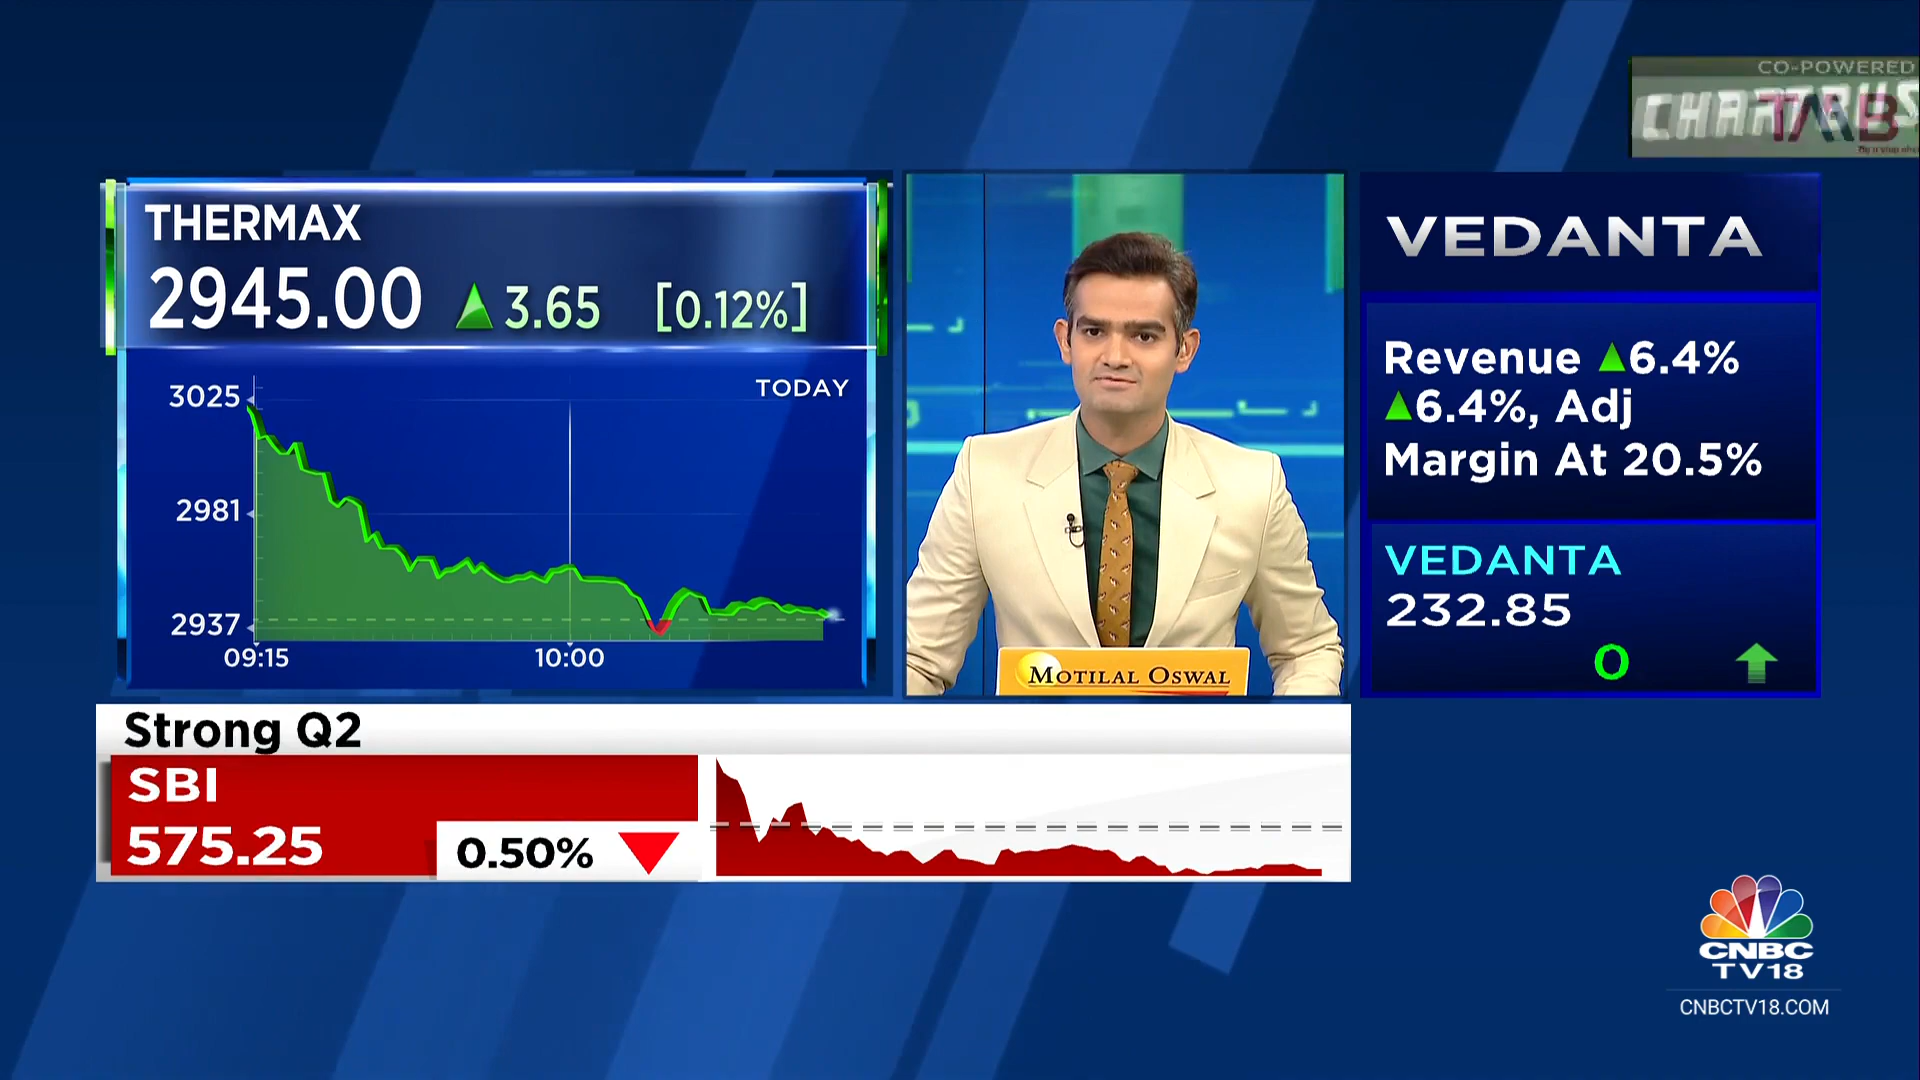 CO-POWERED
THERMAX
2945.00 ▲ 3.65 [0.12%]
TODAY
3025
2981
2937
09:15 10:00
MOTILAL OSWAL
VEDANTA
Revenue ▲6.4%
▲6.4%, Adj
Margin At 20.5%
VEDANTA
232.85
0
Strong Q2
SBI
575.25
0.50% ▼
CNBC
TV18
CNBCTV18.COM